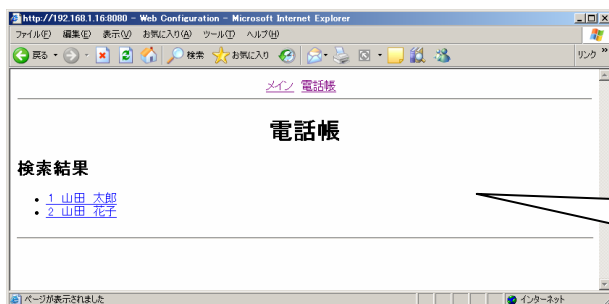 http://192.168.1.16:8080 - Web Configuration - Microsoft Internet Explorer
ファイル(F) 編集(E) 表示(V) お気に入り(A) ツール(T) ヘルプ(H)
戻る 検索 お気に入り リンク »
メイン 電話帳
電話帳
検索結果
• 1 山田 太郎
• 2 山田 花子
ページが表示されました インターネット